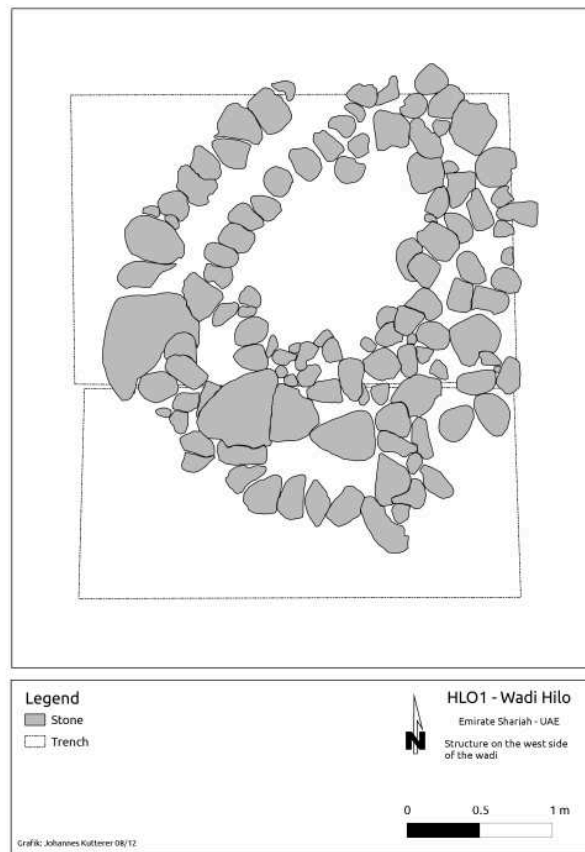 Legend
Stone
Trench
HLO1 - Wadi Hilo
Emirate Sharjah - UAE
Structure on the west side
of the wadi
N
0 0.5 1 m
Grafik: Johannes Kutterer 08/12